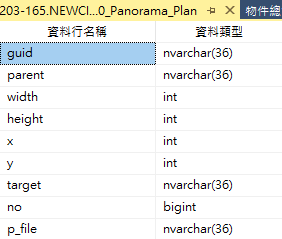 203-165.NEWCI...0_Panorama_Plan 物件總
資料行名稱 資料類型
guid nvarchar(36)
parent nvarchar(36)
width int
height int
x int
y int
target nvarchar(36)
no bigint
p_file nvarchar(36)